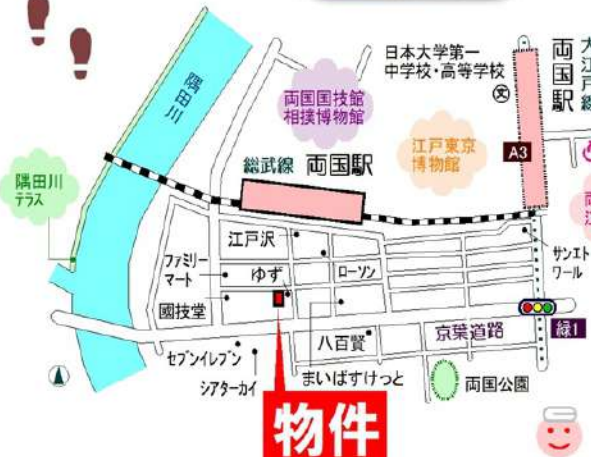 日本大学第一
中学校・高等学校
文
両国駅
大江戸線
隅田川
両国国技館
相撲博物館
江戸東京
博物館
A3
総武線 両国駅
隅田川
テラス
江戸沢
ファミリー
マート
ゆず
ローソン
サンエト
ワール
國技堂
八百賢
京葉道路
緑1
セブンイレブン
シアターカイ
まいばすけっと
両国公園
物件